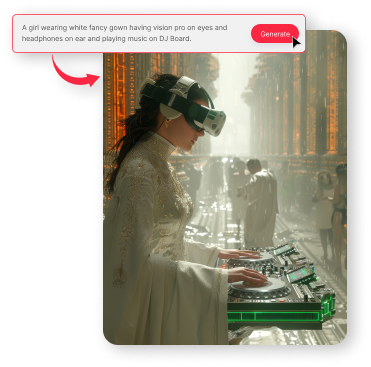 A girl wearing white fancy gown having vision pro on eyes and
headphones on ear and playing music on DJ Board.
Generate